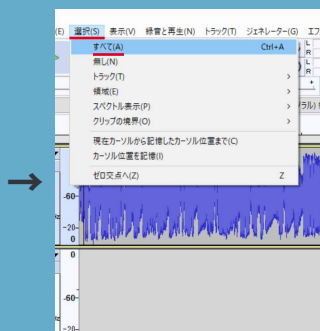 (E) 選択(S) 表示(V) 録音と再生(N) トラック(T) ジェネレーター(G) エフ
すべて(A) Ctrl+A
無し(N)
トラック(T) >
領域(E) >
スペクトル表示(P) >
クリップの境界(O) >
現在カーソルから記憶したカーソル位置まで(C)
カーソル位置を記憶(I)
ゼロ交点へ(Z) Z
L
R
L
R
-60-
-20-
0
0
-60-
-20-